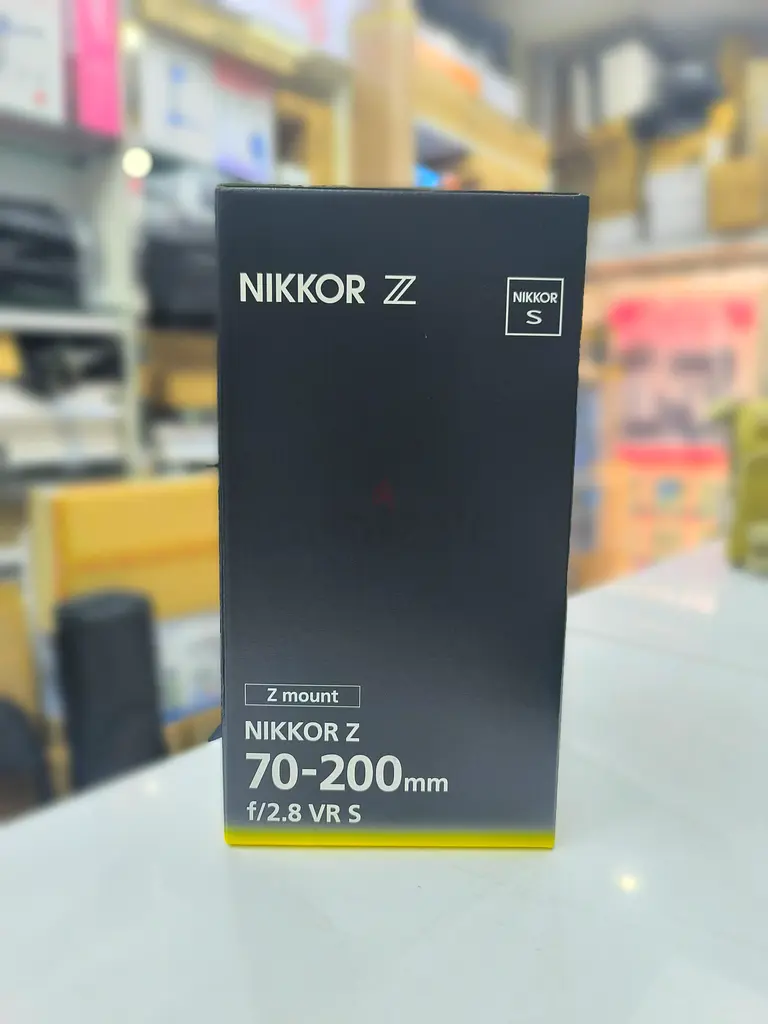 NIKKOR Z
NIKKOR
S
Z mount
NIKKOR Z
70-200mm
f/2.8 VR S